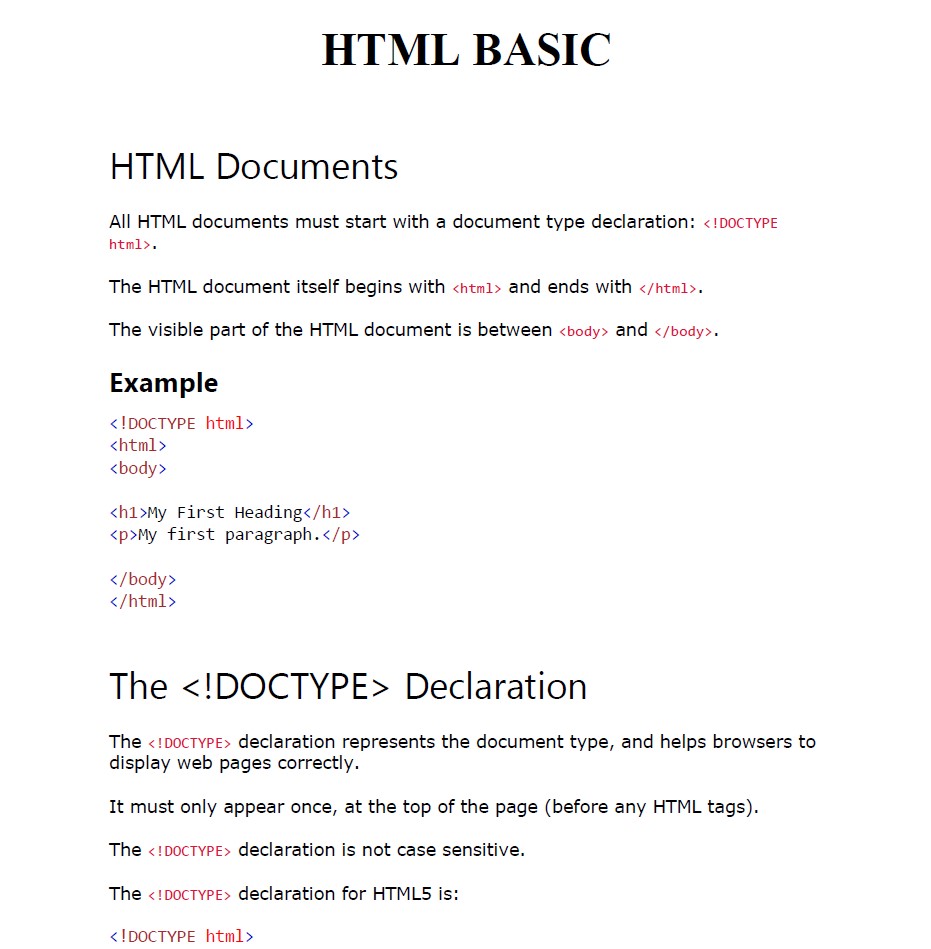 HTML BASIC
HTML Documents
All HTML documents must start with a document type declaration: <!DOCTYPE
html>.
The HTML document itself begins with <html> and ends with </html>.
The visible part of the HTML document is between <body> and </body>.
Example
<!DOCTYPE html>
<html>
<body>
<h1>My First Heading</h1>
<p>My first paragraph.</p>
</body>
</html>
The <!DOCTYPE> Declaration
The <!DOCTYPE> declaration represents the document type, and helps browsers to
display web pages correctly.
It must only appear once, at the top of the page (before any HTML tags).
The <!DOCTYPE> declaration is not case sensitive.
The <!DOCTYPE> declaration for HTML5 is:
<!DOCTYPE html>